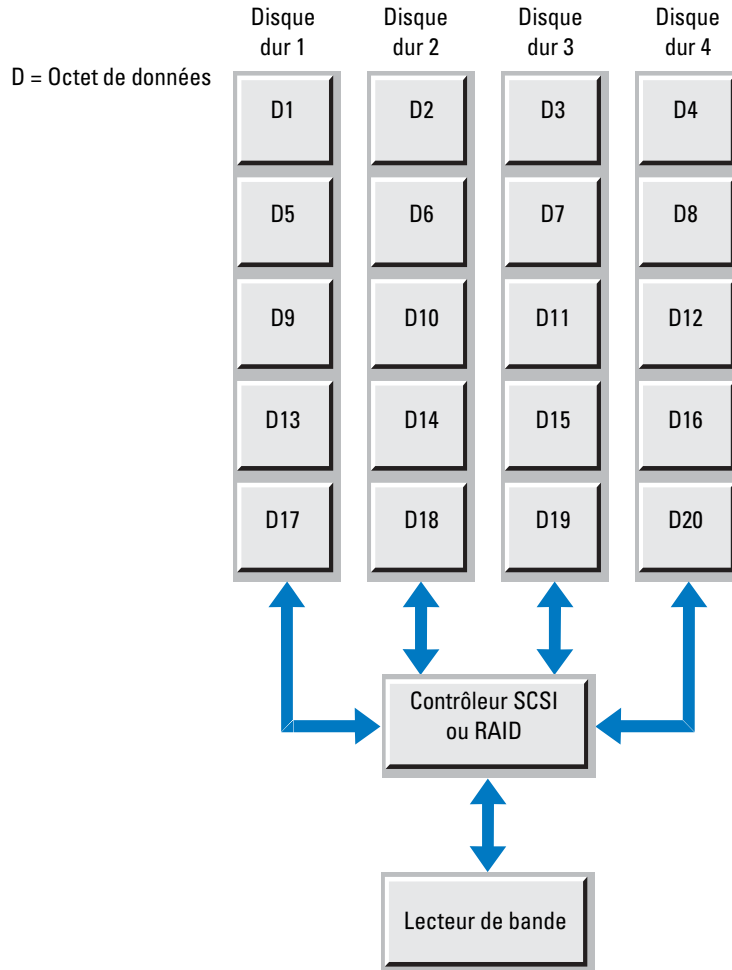 Disque
dur 1
Disque
dur 2
Disque
dur 3
Disque
dur 4
D = Octet de données
D1
D2
D3
D4
D5
D6
D7
D8
D9
D10
D11
D12
D13
D14
D15
D16
D17
D18
D19
D20
Contrôleur SCSI
ou RAID
Lecteur de bande